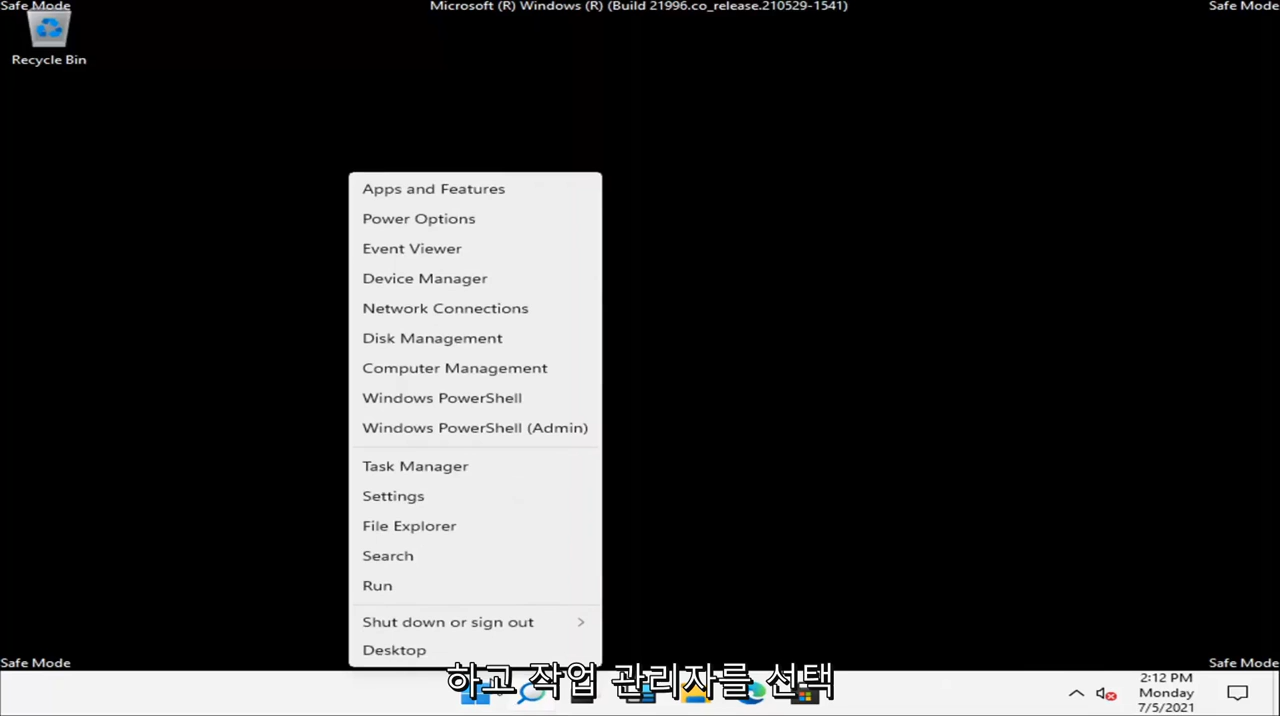 Safe Mode
Microsoft (R) Windows (R) (Build 21996.co_release.210529-1541)
Safe Mode
Recycle Bin
Apps and Features
Power Options
Event Viewer
Device Manager
Network Connections
Disk Management
Computer Management
Windows PowerShell
Windows PowerShell (Admin)
Task Manager
Settings
File Explorer
Search
Run
Shut down or sign out
Desktop
Safe Mode
Safe Mode
하고 작업 관리자를 선택
2:12 PM
Monday
7/5/2021